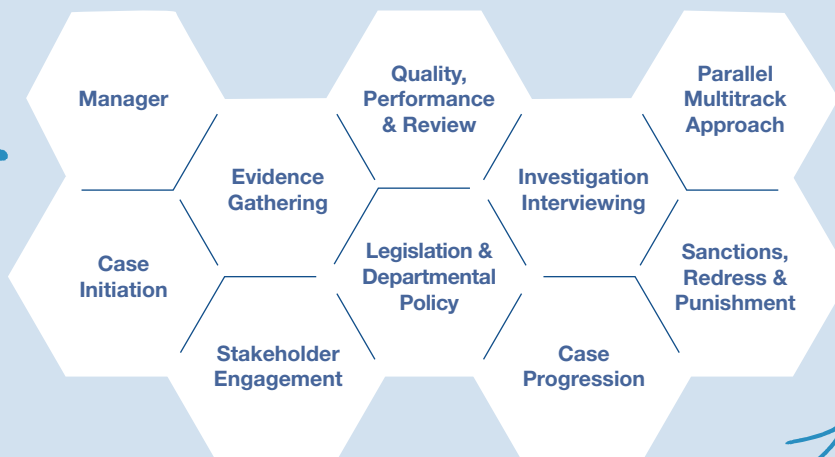 Manager
Quality,
Performance
& Review
Parallel
Multitrack
Approach
Evidence
Gathering
Investigation
Interviewing
Case
Initiation
Legislation &
Departmental
Policy
Sanctions,
Redress &
Punishment
Stakeholder
Engagement
Case
Progression